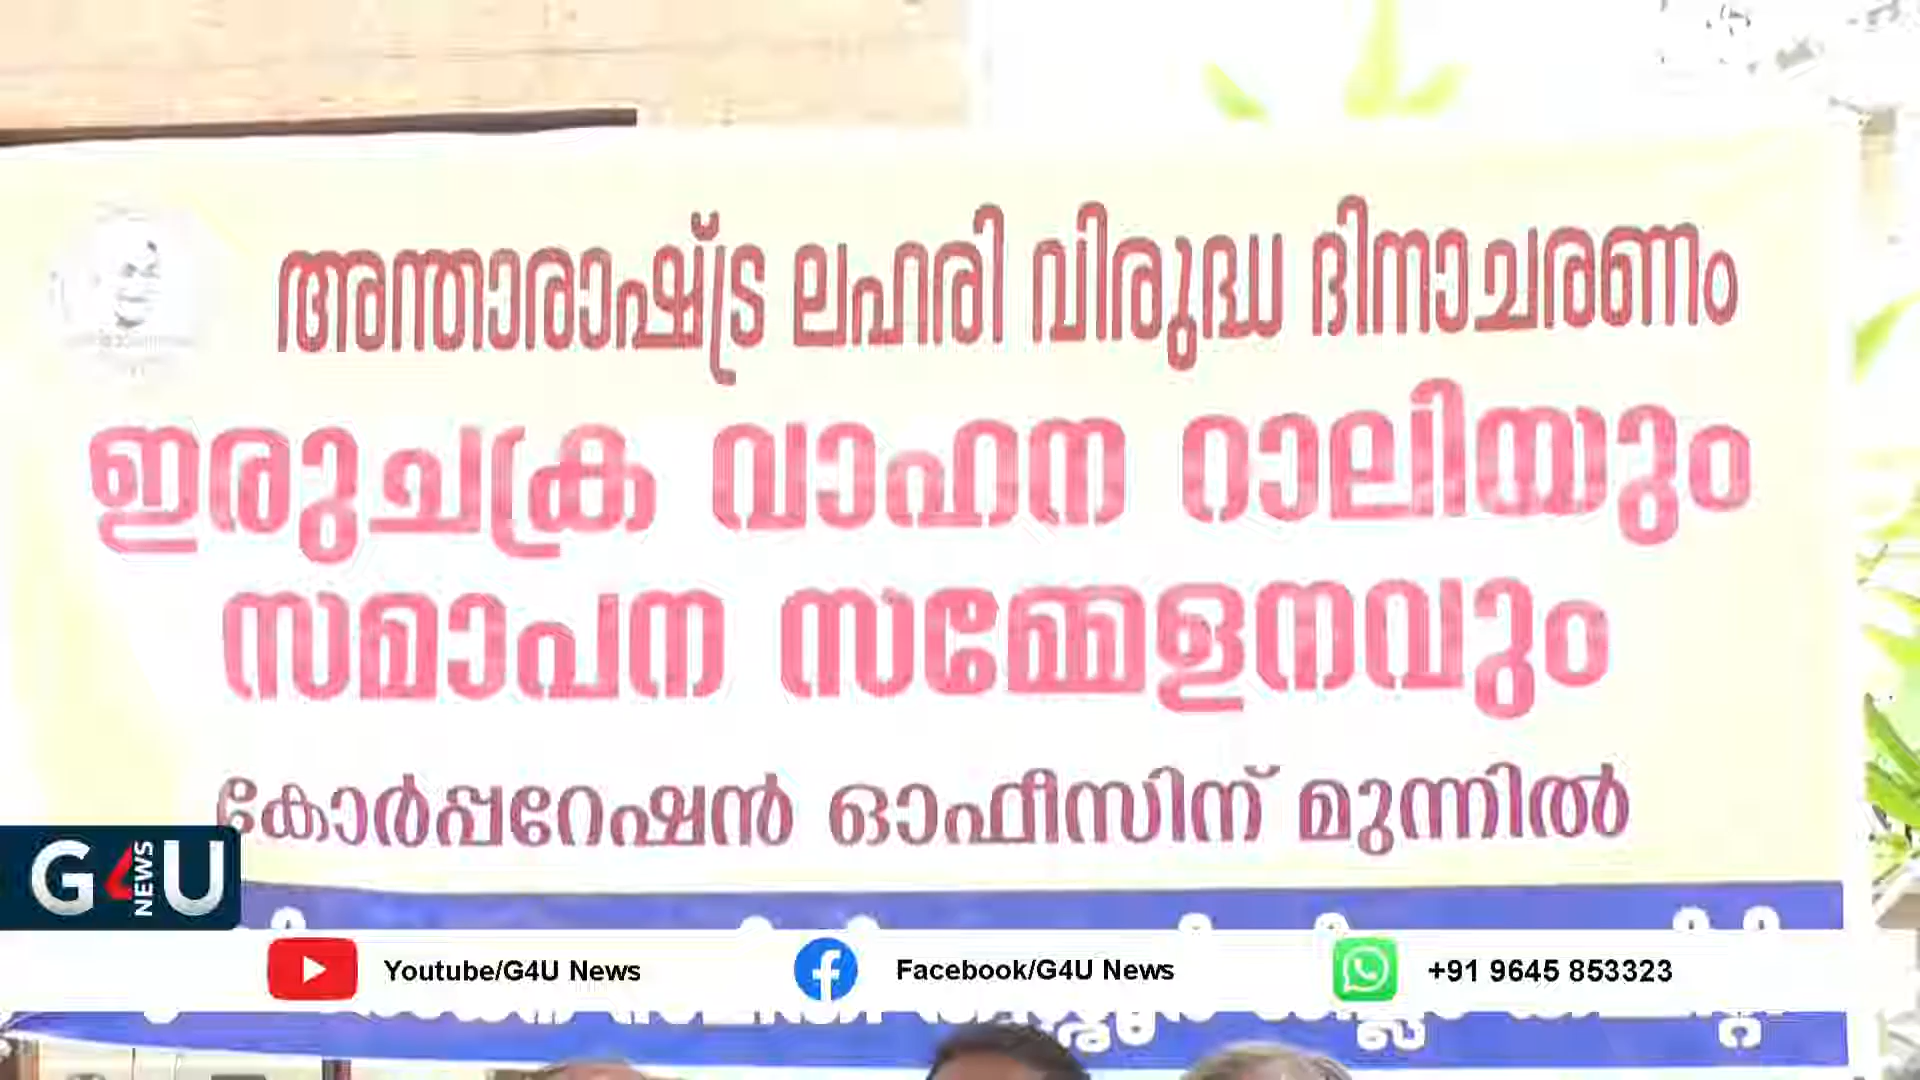 അന്താരാഷ്ട്ര ലഹരി വിരുദ്ധ ദിനാചരണം
ഇരുചക്ര വാഹന റാലിയും
സമാപന സമ്മേളനവും
കോർപ്പറേഷൻ ഓഫീസിന് മുന്നിൽ
G4U NEWS
Youtube/G4U News
Facebook/G4U News
+91 9645 853323